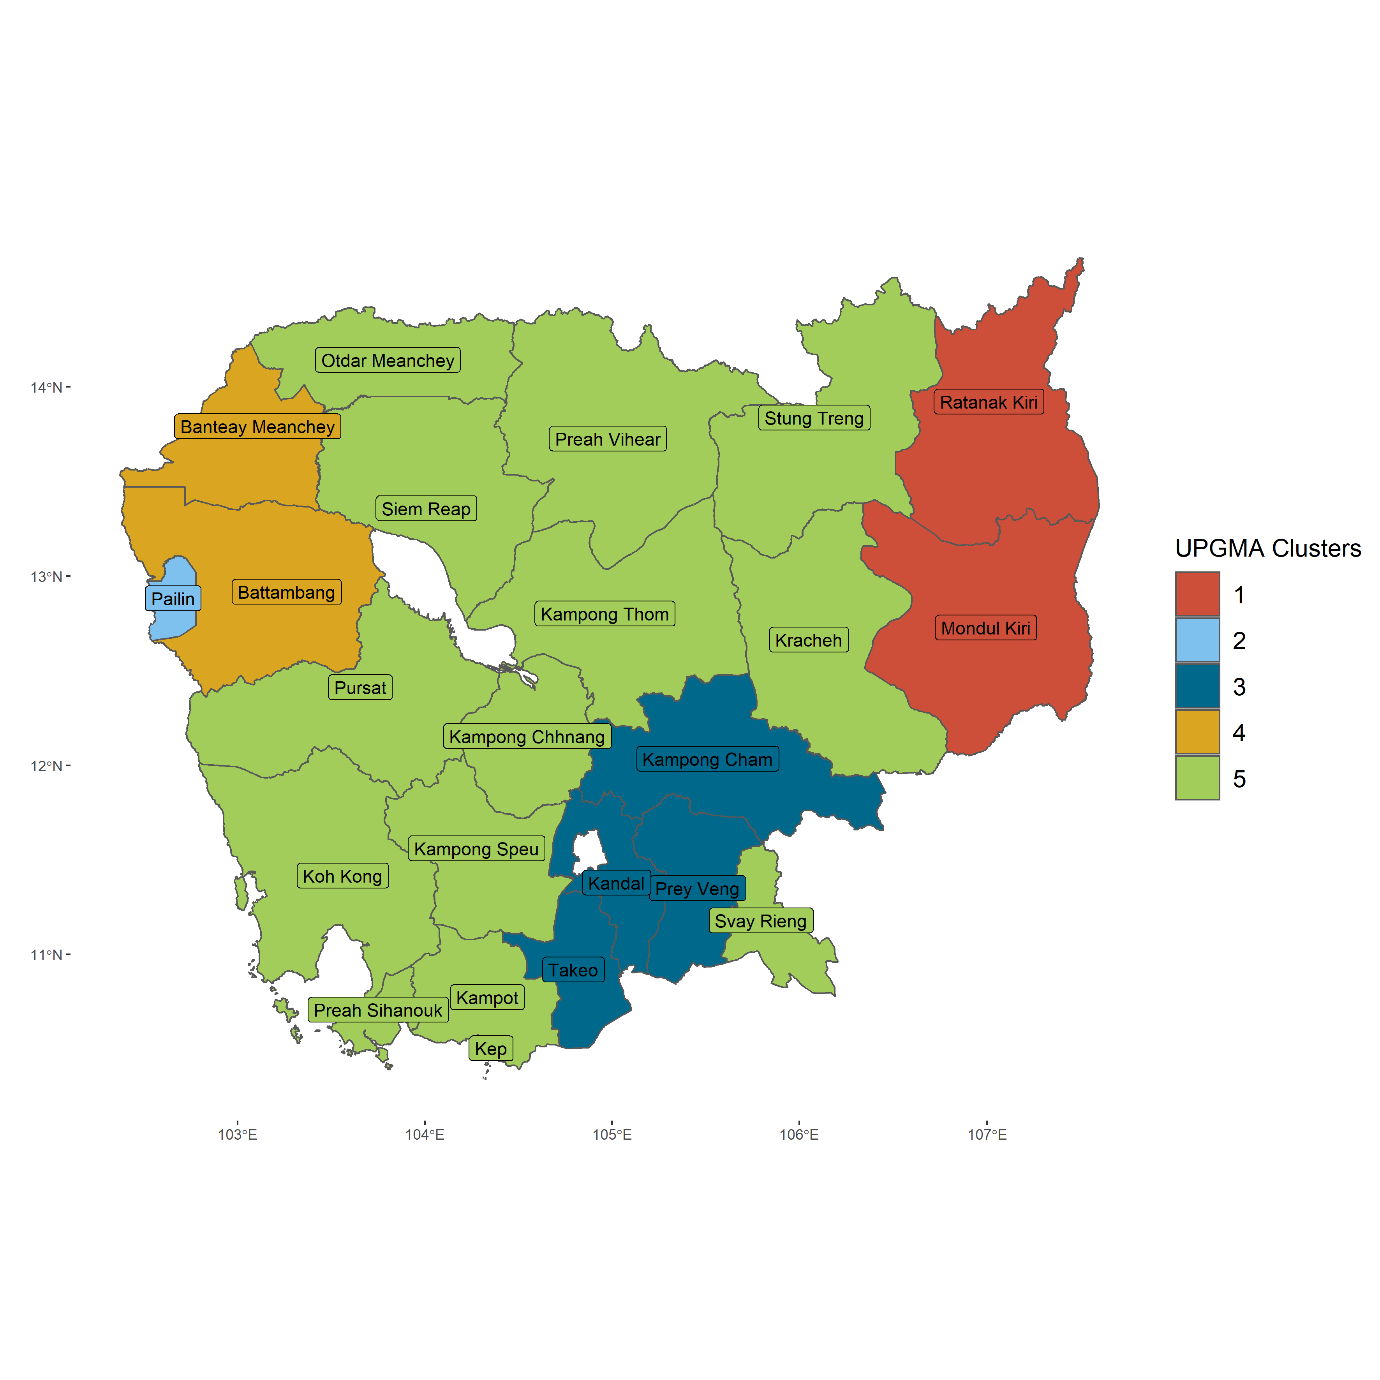 14°N
13°N
12°N
11°N
Otdar Meanchey
Ratanak Kiri
Stung Treng
Banteay Meanchey
Preah Vihear
Siem Reap
Battambang
Pailin
Kampong Thom
Mondul Kiri
Kracheh
Pursat
Kampong Chhnang
Kampong Cham
Kampong Speu
Koh Kong
Kandal
Prey Veng
Svay Rieng
Takeo
Kampot
Preah Sihanouk
Kep
103°E
104°E
105°E
106°E
107°E
UPGMA Clusters
1
2
3
4
5